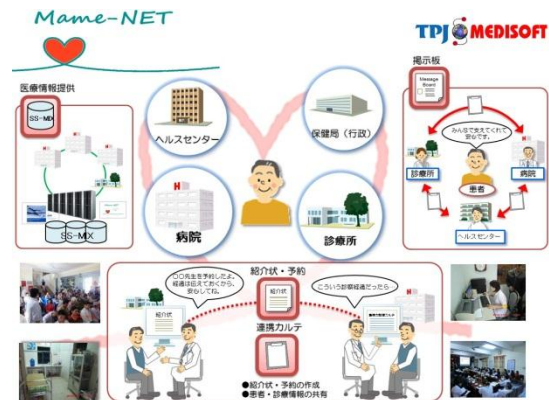 Mame-NET
TPJ MEDISOFT
医療情報提供
SS-MIX
SS-MIX
ヘルスセンター
保健局（行政）
病院
診療所
掲示板
Message
Board
みんなで支えてくれて
安心です。
診療所
病院
患者
ヘルスセンター
紹介状・予約
〇〇先生を予約したよ。
経過は伝えておくから、
安心してね。
紹介状
紹介状
こういう診察経過だったら
連携カルテ
●紹介状・予約の作成
●患者・診療情報の共有